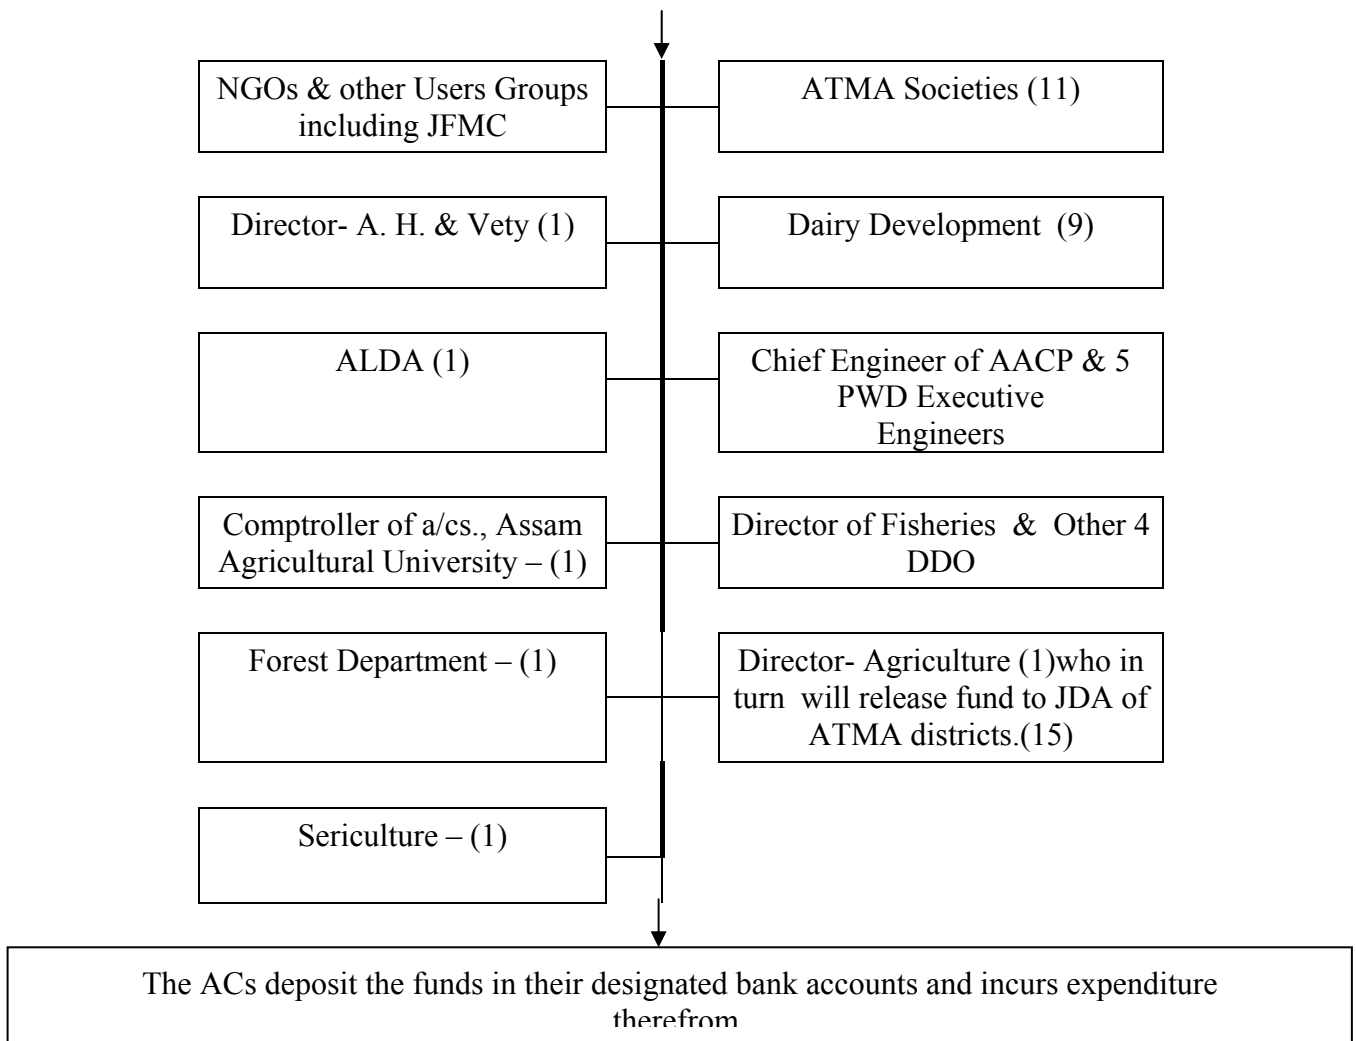 NGOs & other Users Groups
including JFMC
ATMA Societies (11)
Director- A. H. & Vety (1)
Dairy Development  (9)
ALDA (1)
Chief Engineer of AACP & 5
PWD Executive
Engineers
Comptroller of a/cs., Assam
Agricultural University – (1)
Director of Fisheries  &  Other 4
DDO
Forest Department – (1)
Director- Agriculture (1)who in
turn  will release fund to JDA of
ATMA districts.(15)
Sericulture – (1)
The ACs deposit the funds in their designated bank accounts and incurs expenditure
therefrom